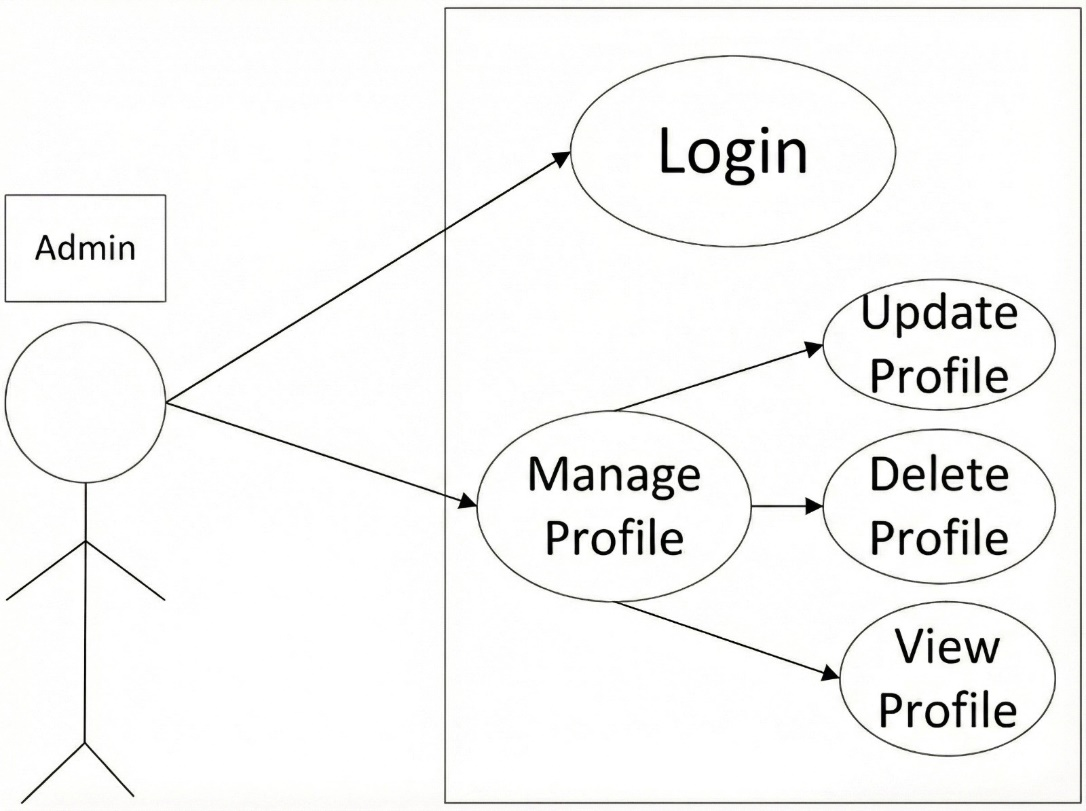 Login
Admin
Update
Profile
Manage
Profile
Delete
Profile
View
Profile